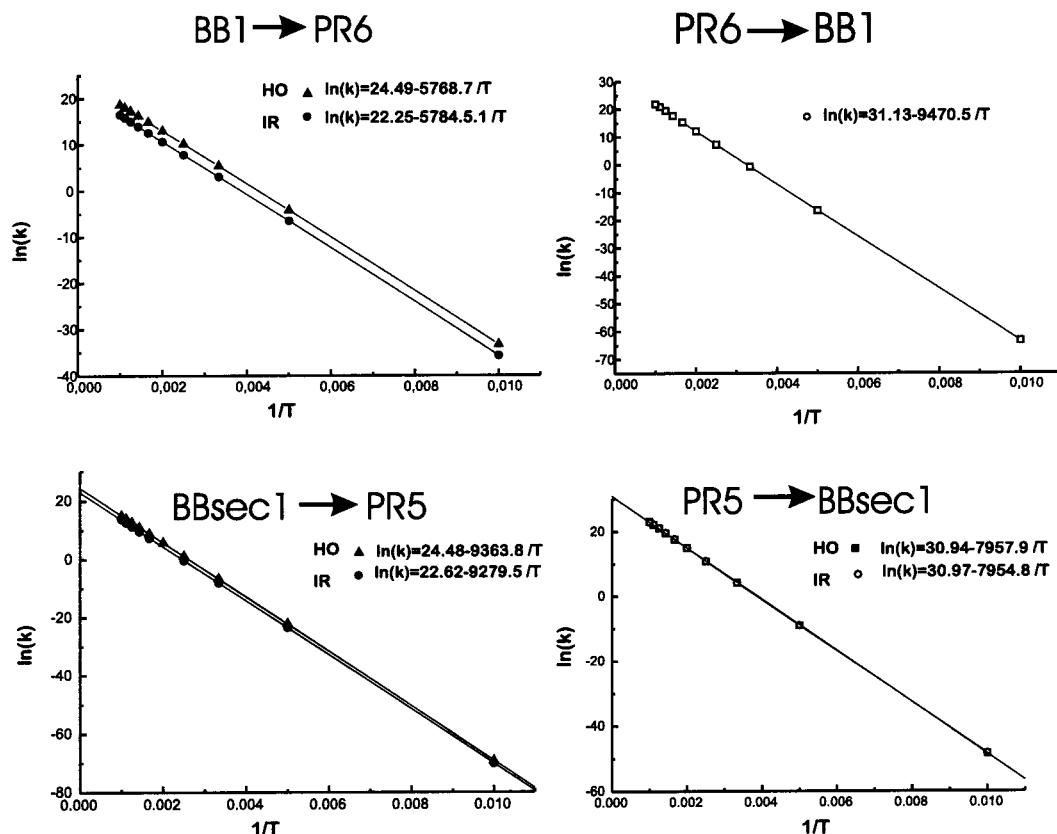 BB1 → PR6
HO ▲ ln(k)=24.49-5768.7 /T
IR ● ln(k)=22.25-5784.5.1 /T
20
10
0
-10
-20
-30
-40
ln(k)
0,000 0,002 0,004 0,006 0,008 0,010
1/T
PR6 → BB1
○ ln(k)=31.13-9470.5 /T
30
20
10
0
-10
-20
-30
-40
-50
-60
-70
ln(k)
0,000 0,002 0,004 0,006 0,008 0,010
1/T
BBsec1 → PR5
HO ▲ ln(k)=24.48-9363.8 /T
IR ● ln(k)=22.62-9279.5 /T
20
0
-20
-40
-60
-80
ln(k)
0.000 0.002 0.004 0.006 0.008 0.010
1/T
PR5 → BBsec1
HO ■ ln(k)=30.94-7957.9 /T
IR ○ ln(k)=30.97-7954.8 /T
20
0
-20
-40
-60
ln(k)
0.000 0.002 0.004 0.006 0.008 0.010
1/T